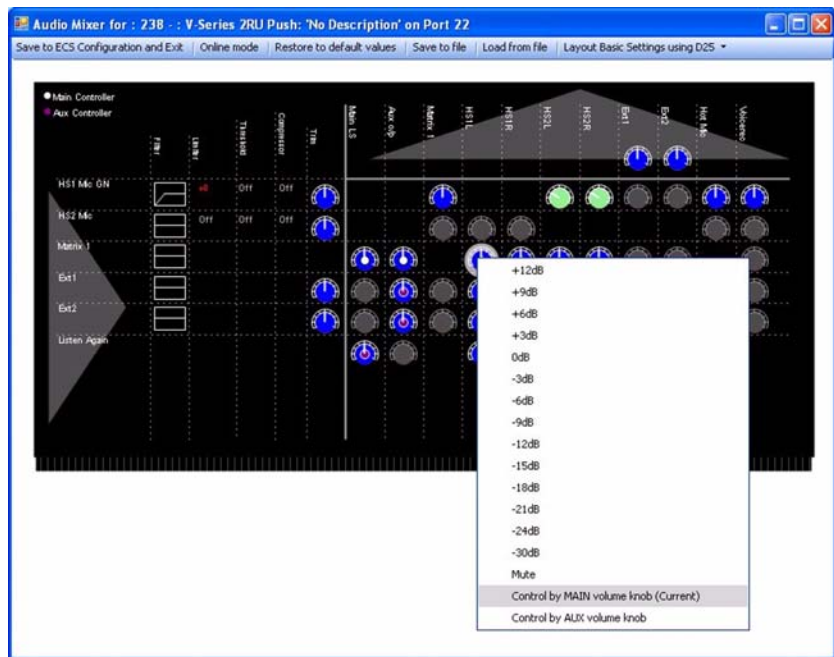 Audio Mixer for : 238 - : V-Series 2RU Push: 'No Description' on Port 22
Save to ECS Configuration and Exit Online mode Restore to default values Save to file Load from file Layout Basic Settings using D25
Main Controller
Aux Controller
Filter
Limiter
Threshold
Compressor
Trim
Main LS
Aux o/p
Matrix 1
HS1L
HS1R
HS2L
HS2R
Ext1
Ext2
Hot Mic
Voicerec
HS1 Mic GN +8 Off Off
HS2 Mic Off Off Off
Matrix 1
Ext1
Ext2
Listen Again
+12dB
+9dB
+6dB
+3dB
0dB
-3dB
-6dB
-9dB
-12dB
-15dB
-18dB
-21dB
-24dB
-30dB
Mute
Control by MAIN volume knob (Current)
Control by AUX volume knob